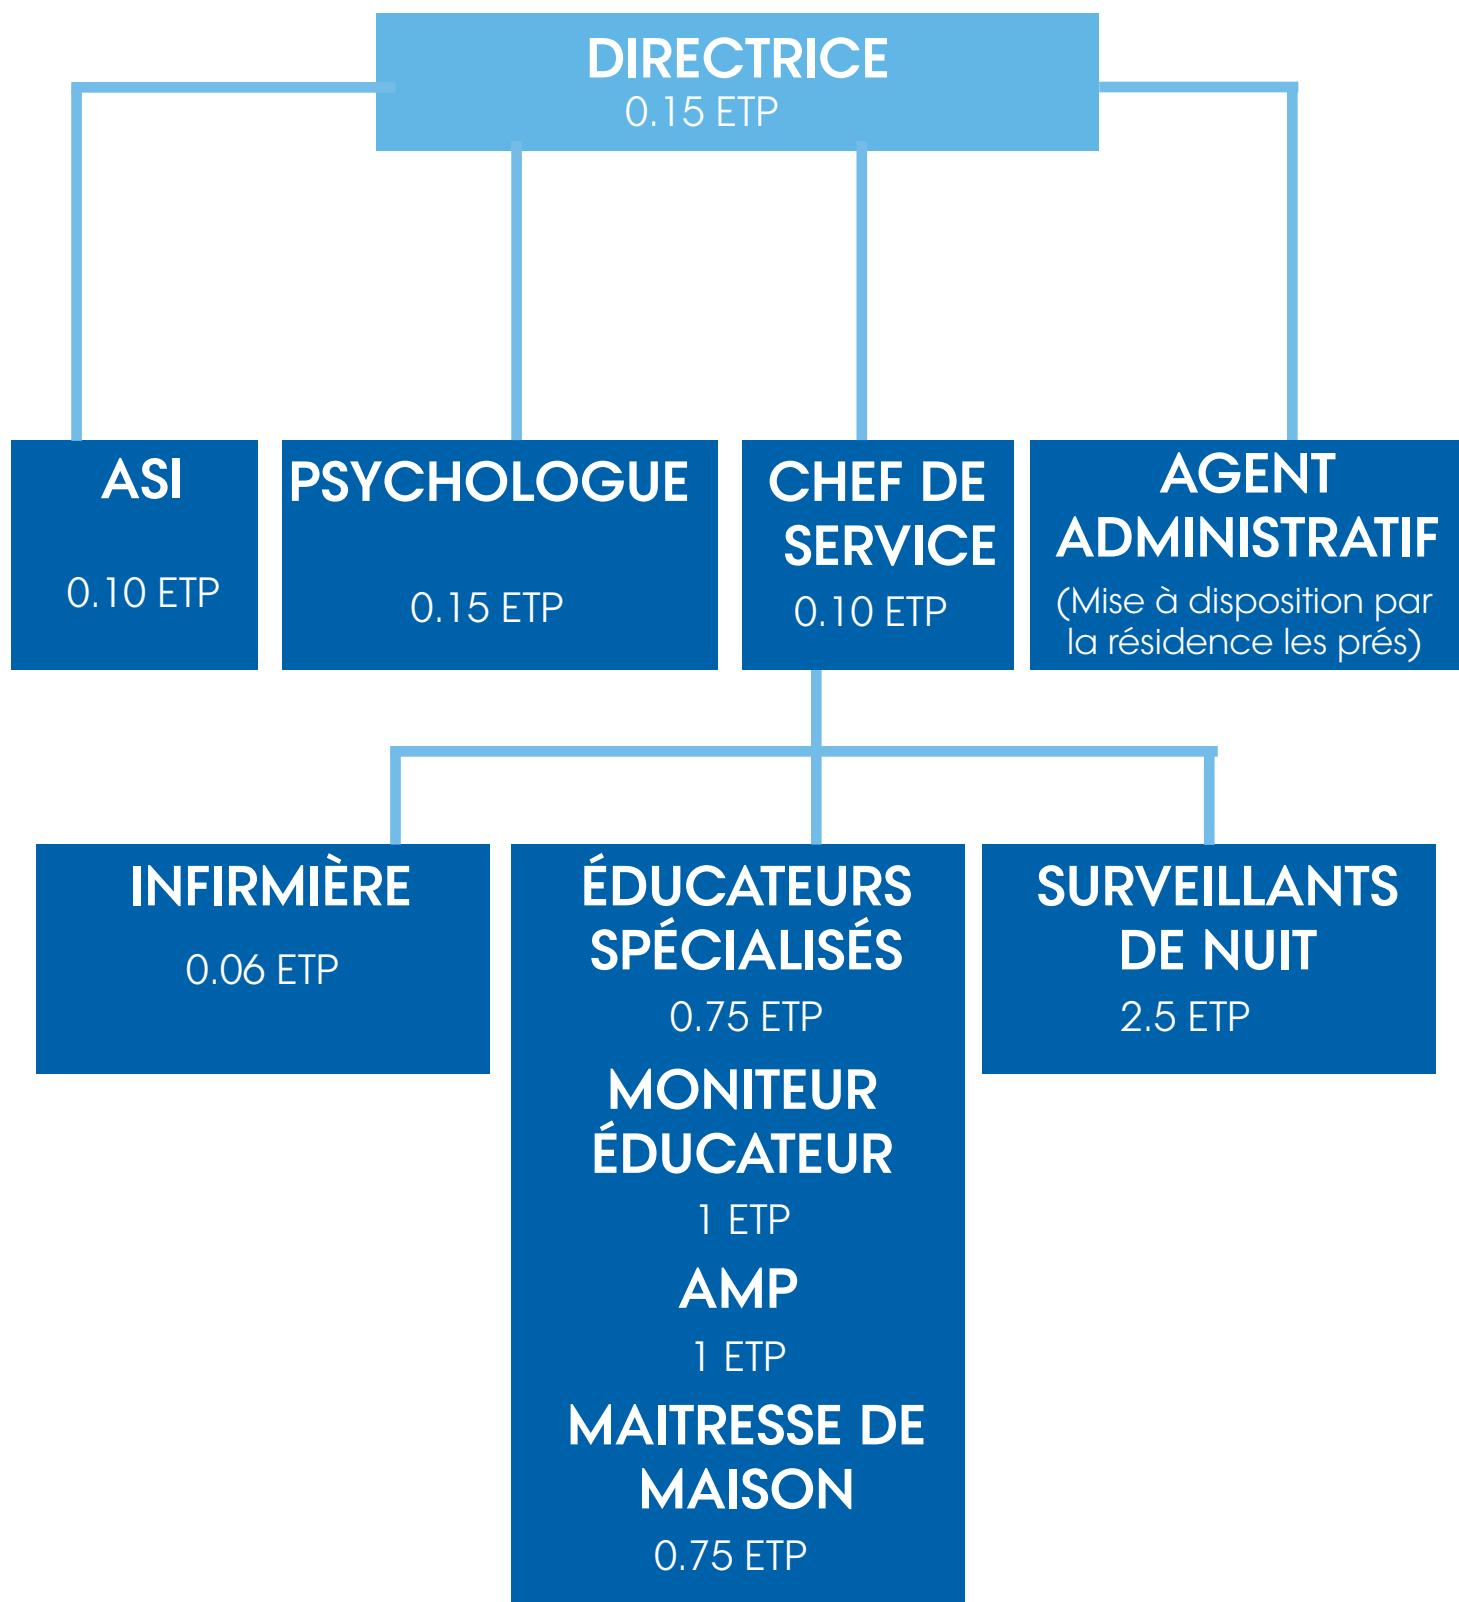 DIRECTRICE
0.15 ETP
ASI
0.10 ETP
PSYCHOLOGUE
0.15 ETP
CHEF DE
SERVICE
0.10 ETP
AGENT
ADMINISTRATIF
(Mise à disposition par
la résidence les prés)
INFIRMIÈRE
0.06 ETP
ÉDUCATEURS
SPÉCIALISÉS
0.75 ETP
MONITEUR
ÉDUCATEUR
1 ETP
AMP
1 ETP
MAITRESSE DE
MAISON
0.75 ETP
SURVEILLANTS
DE NUIT
2.5 ETP